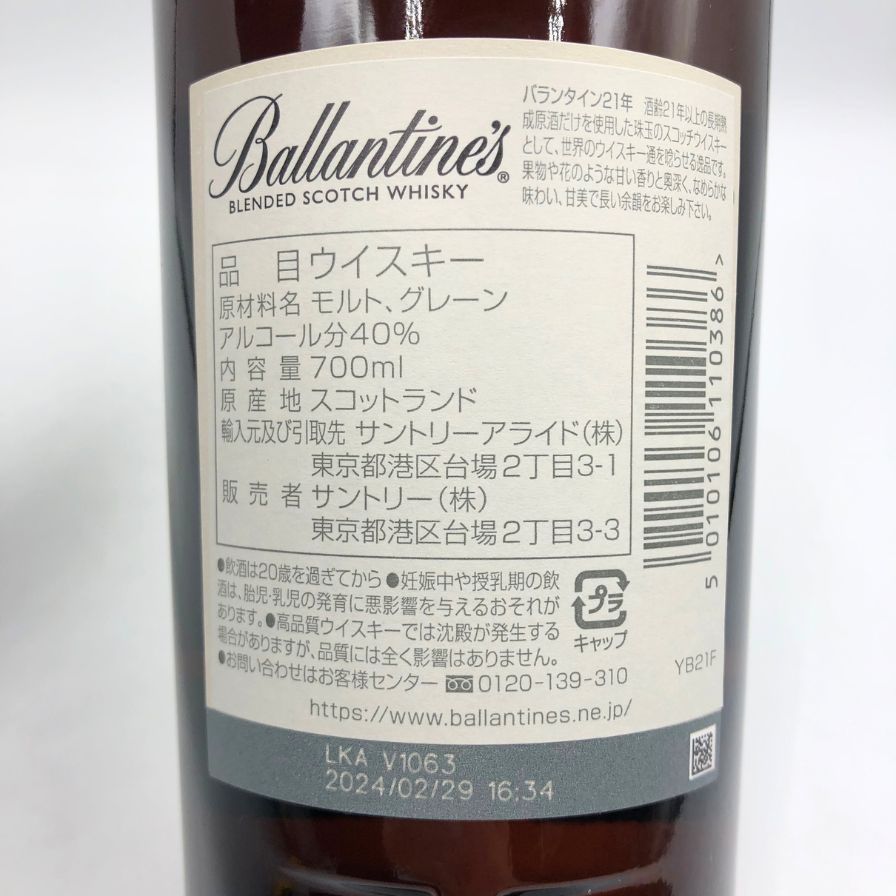 Ballantine's®
BLENDED SCOTCH WHISKY
バランタイン21年 酒齢21年以上の長期熟
成原酒だけを使用した珠玉のスコッチウイスキー
として、世界のウイスキー通を唸らせる逸品です。
果物や花のような甘い香りと奥深く、なめらかな
味わい、甘美で長い余韻をお楽しみ下さい。
品 目 ウイスキー
原材料名 モルト、グレーン
アルコール分40%
内容量 700ml
原産地 スコットランド
輸入元及び引取先 サントリーアライド(株)
東京都港区台場2丁目3-1
販売者 サントリー(株)
東京都港区台場2丁目3-3
●飲酒は20歳を過ぎてから ●妊娠中や授乳期の飲
酒は、胎児・乳児の発育に悪影響を与えるおそれが
あります。●高品質ウイスキーでは沈殿が発生する
場合がありますが、品質には全く影響はありません。
●お問い合わせはお客様センター 0120-139-310
https://www.ballantines.ne.jp/
プラ
キャップ
5 010106 110386 >
YB21F
LKA V1063
2024/02/29 16:34